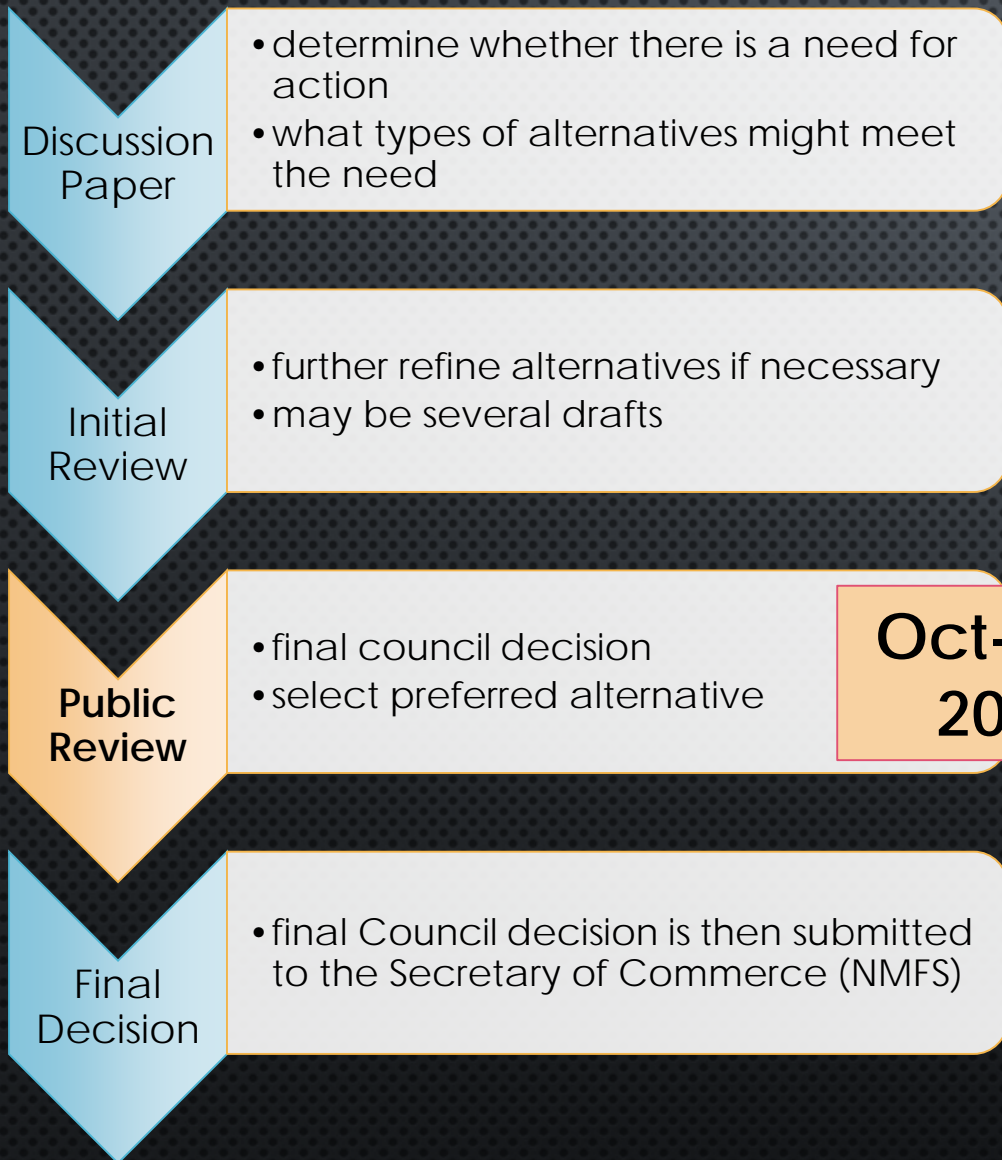 Discussion
Paper
• determine whether there is a need for
action
• what types of alternatives might meet
the need
Initial
Review
• further refine alternatives if necessary
• may be several drafts
Public
Review
• final council decision
• select preferred alternative
Oct-
20
Final
Decision
• final Council decision is then submitted
to the Secretary of Commerce (NMFS)